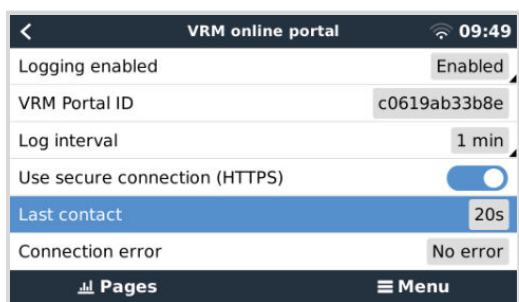 VRM online portal 09:49
Logging enabled Enabled
VRM Portal ID c0619ab33b8e
Log interval 1 min
Use secure connection (HTTPS)
Last contact 20s
Connection error No error
Pages Menu